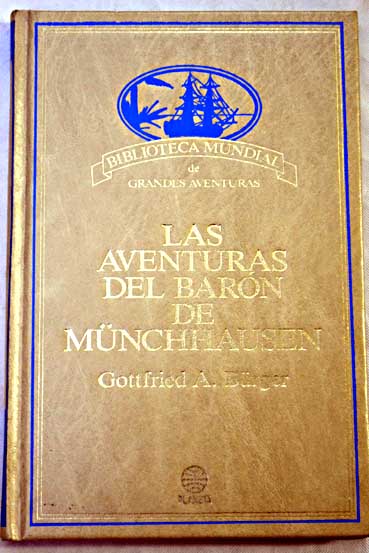 BIBLIOTECA MUNDIAL
de
GRANDES AVENTURAS
LAS
AVENTURAS
DEL BARON
DE
MÜNCHHAUSEN
Gottfried A. Bürger
PLANETA